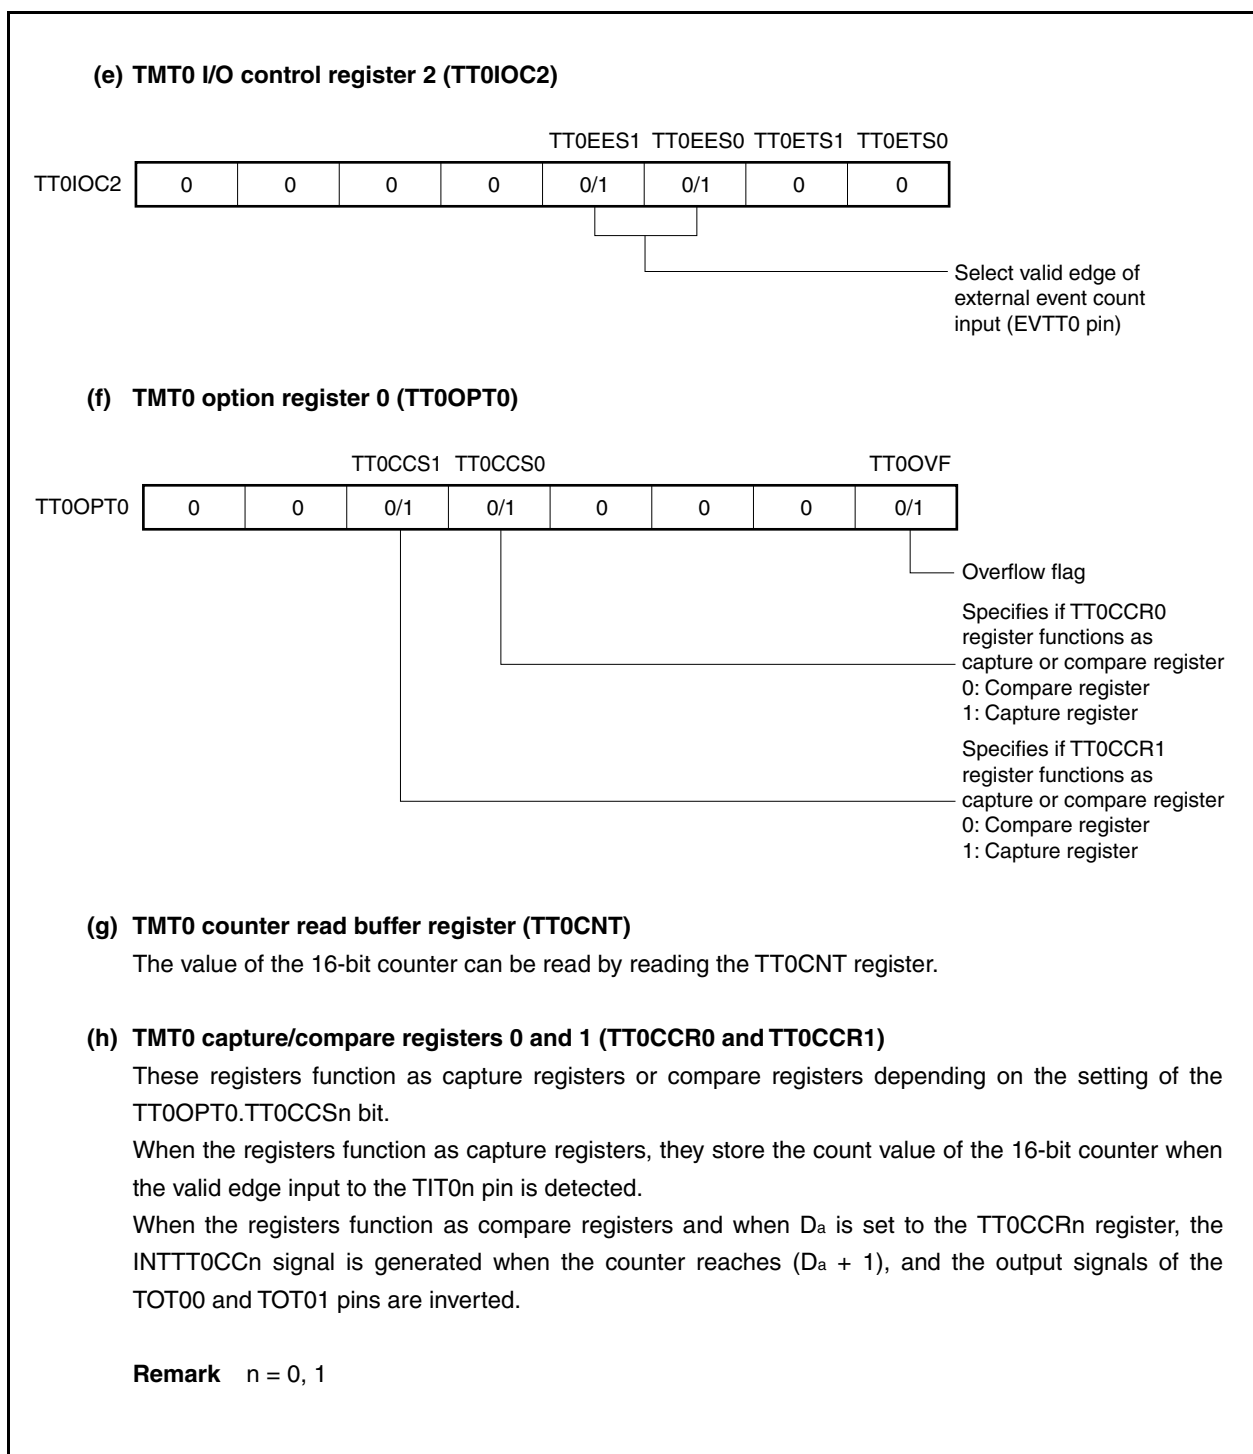 (e) TMT0 I/O control register 2 (TT0IOC2)
TT0EES1 TT0EES0 TT0ETS1 TT0ETS0
TT0IOC2 0 0 0 0 0/1 0/1 0 0
Select valid edge of
external event count
input (EVTT0 pin)
(f) TMT0 option register 0 (TT0OPT0)
TT0CCS1 TT0CCS0 TT0OVF
TT0OPT0 0 0 0/1 0/1 0 0 0 0/1
Overflow flag
Specifies if TT0CCR0
register functions as
capture or compare register
0: Compare register
1: Capture register
Specifies if TT0CCR1
register functions as
capture or compare register
0: Compare register
1: Capture register
(g) TMT0 counter read buffer register (TT0CNT)
The value of the 16-bit counter can be read by reading the TT0CNT register.
(h) TMT0 capture/compare registers 0 and 1 (TT0CCR0 and TT0CCR1)
These registers function as capture registers or compare registers depending on the setting of the
TT0OPT0.TT0CCSn bit.
When the registers function as capture registers, they store the count value of the 16-bit counter when
the valid edge input to the TIT0n pin is detected.
When the registers function as compare registers and when Da is set to the TT0CCRn register, the
INTTT0CCn signal is generated when the counter reaches (Da + 1), and the output signals of the
TOT00 and TOT01 pins are inverted.
Remark n = 0, 1